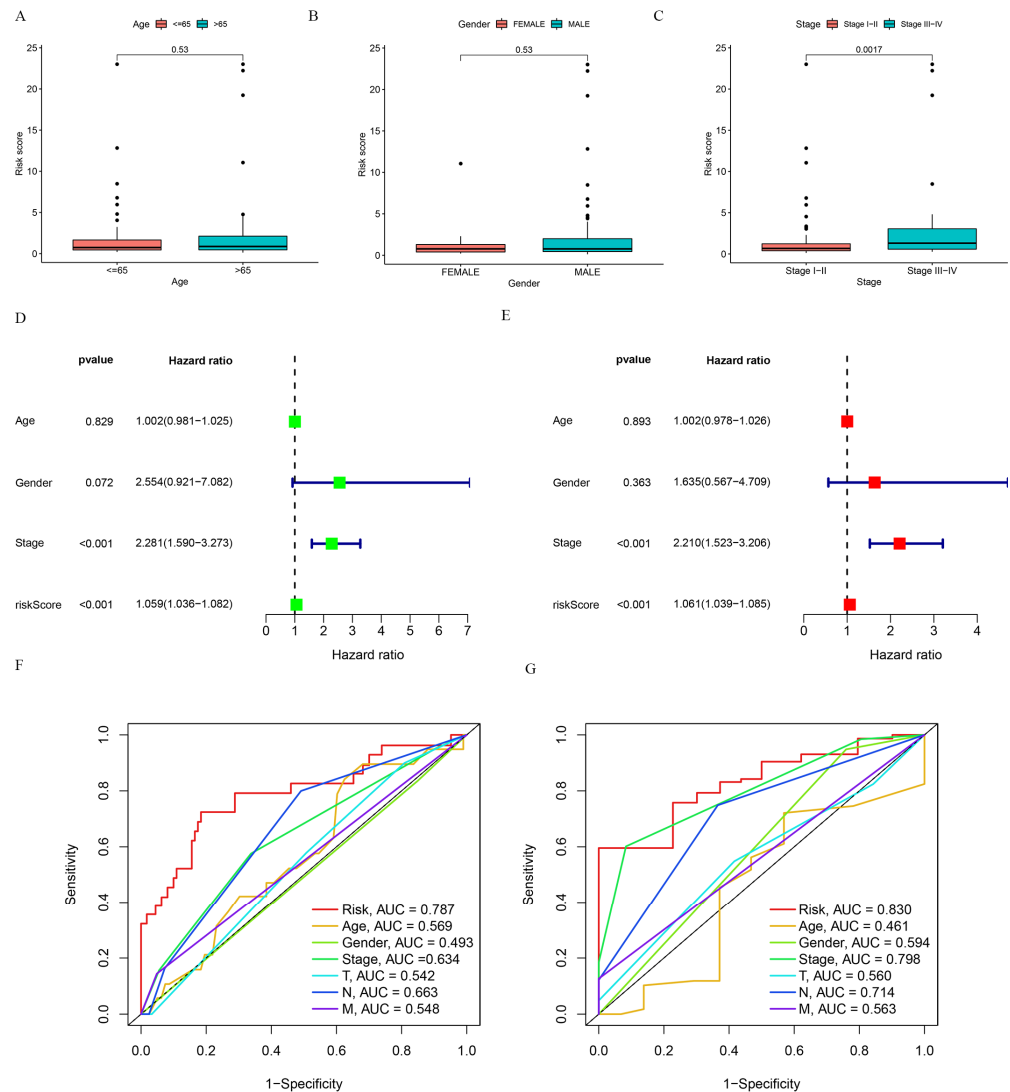 A
Age <=65 >65
0.53
25
20
15
10
5
0
Risk score
<=65 >65
Age
B
Gender FEMALE MALE
0.53
25
20
15
10
5
0
Risk score
FEMALE MALE
Gender
C
Stage Stage I−II Stage III−IV
0.0017
25
20
15
10
5
0
Risk score
Stage I−II Stage III−IV
Stage
D
pvalue Hazard ratio
Age 0.829 1.002(0.981−1.025)
Gender 0.072 2.554(0.921−7.082)
Stage <0.001 2.281(1.590−3.273)
riskScore <0.001 1.059(1.036−1.082)
0 1 2 3 4 5 6 7
Hazard ratio
E
pvalue Hazard ratio
Age 0.893 1.002(0.978−1.026)
Gender 0.363 1.635(0.567−4.709)
Stage <0.001 2.210(1.523−3.206)
riskScore <0.001 1.061(1.039−1.085)
0 1 2 3 4
Hazard ratio
F
1.0
0.8
0.6
0.4
0.2
0.0
Sensitivity
Risk, AUC = 0.787
Age, AUC = 0.569
Gender, AUC = 0.493
Stage, AUC =0.634
T, AUC = 0.542
N, AUC = 0.663
M, AUC = 0.548
0.0 0.2 0.4 0.6 0.8 1.0
1−Specificity
G
1.0
0.8
0.6
0.4
0.2
0.0
Sensitivity
Risk, AUC = 0.830
Age, AUC = 0.461
Gender, AUC = 0.594
Stage, AUC = 0.798
T, AUC = 0.560
N, AUC = 0.714
M, AUC = 0.563
0.0 0.2 0.4 0.6 0.8 1.0
1−Specificity